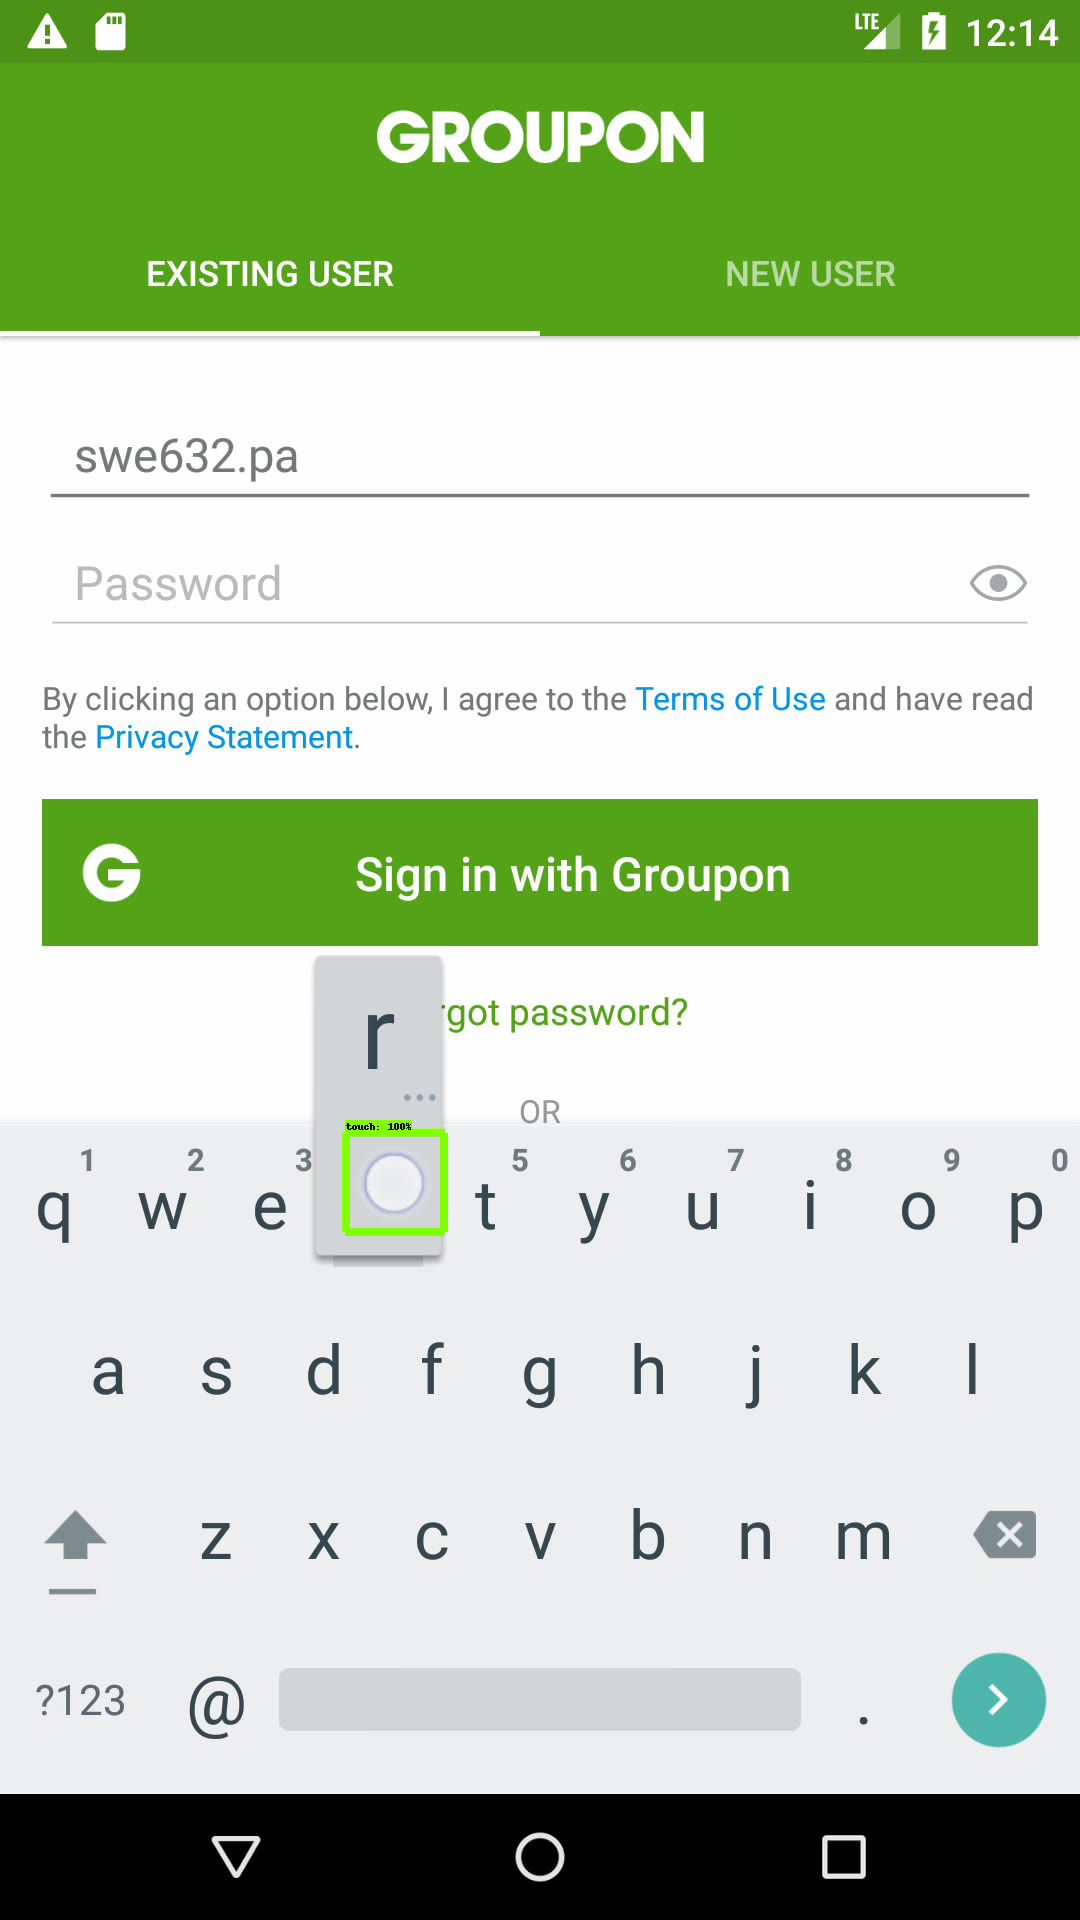 LTE 12:14
GROUPON
EXISTING USER NEW USER
swe632.pa
Password
By clicking an option below, I agree to the Terms of Use and have read
the Privacy Statement.
G Sign in with Groupon
r
rgot password?
...
OR
touch: 100%
1 2 3 5 6 7 8 9 0
q w e t y u i o p
a s d f g h j k l
z x c v b n m
?123 @ .